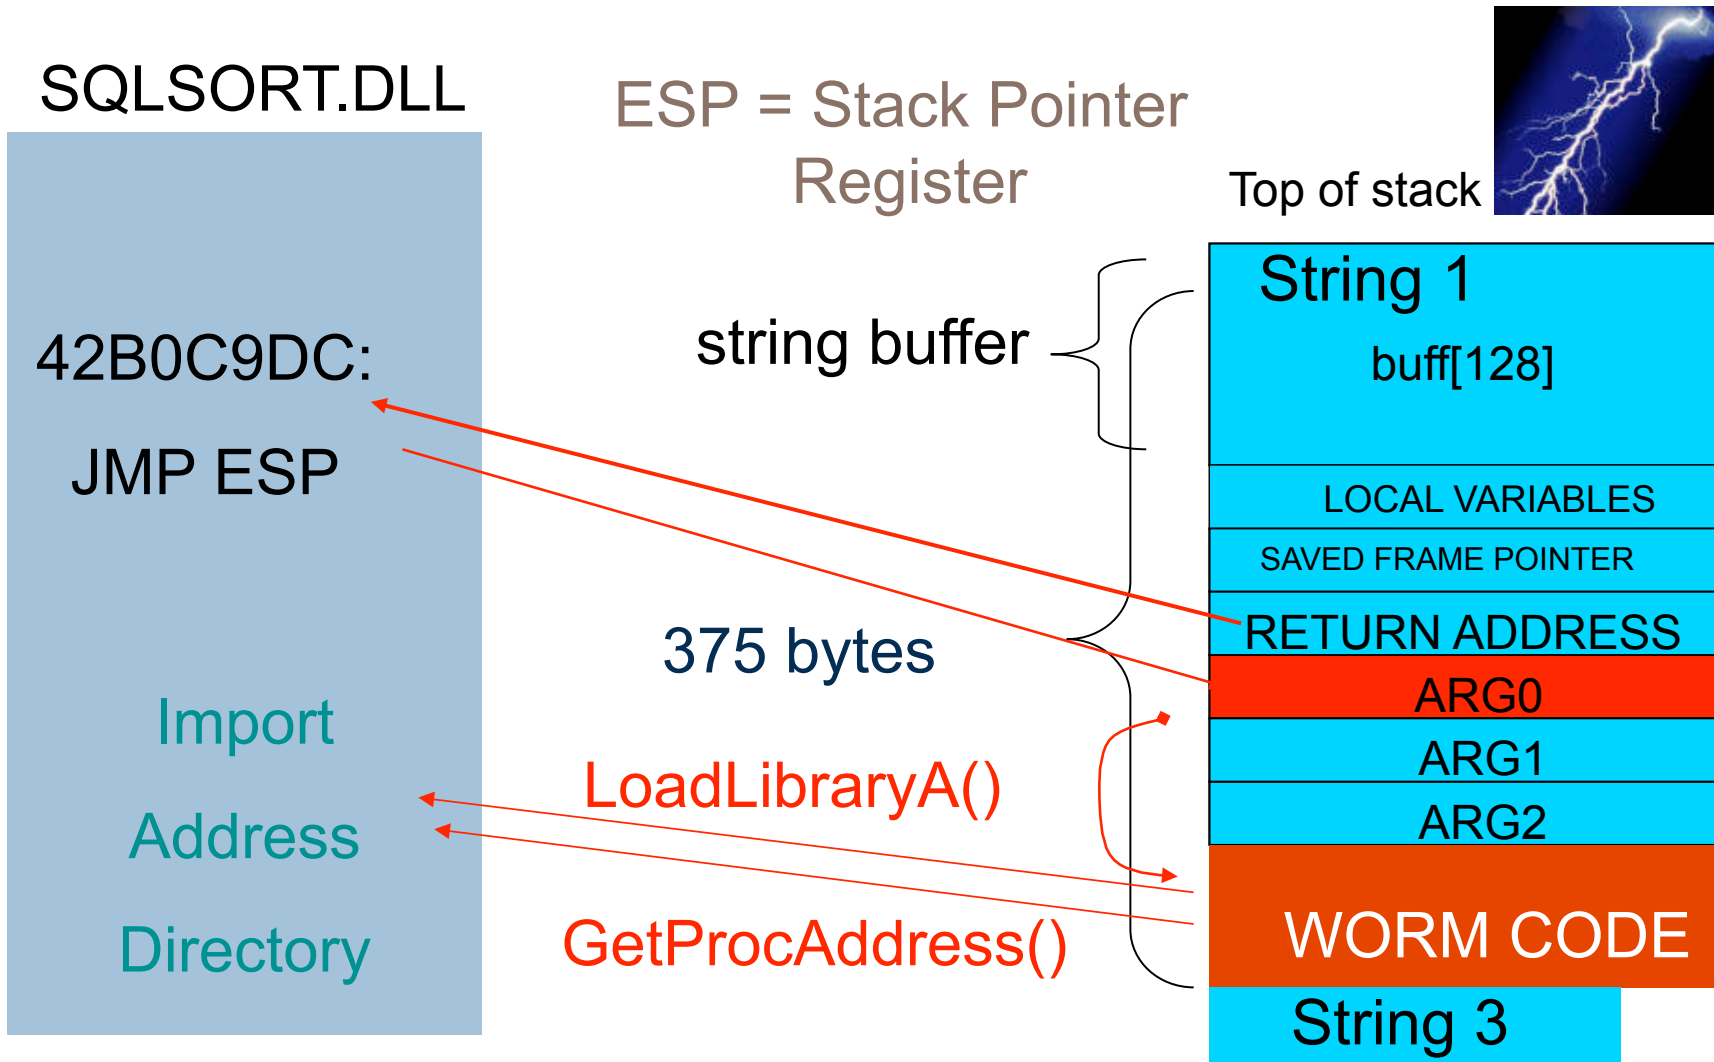 SQLSORT.DLL
42B0C9DC:
JMP ESP
Import
Address
Directory
ESP = Stack Pointer
Register
string buffer
375 bytes
LoadLibraryA()
GetProcAddress()
Top of stack
String 1
buff[128]
LOCAL VARIABLES
SAVED FRAME POINTER
RETURN ADDRESS
ARG0
ARG1
ARG2
WORM CODE
String 3